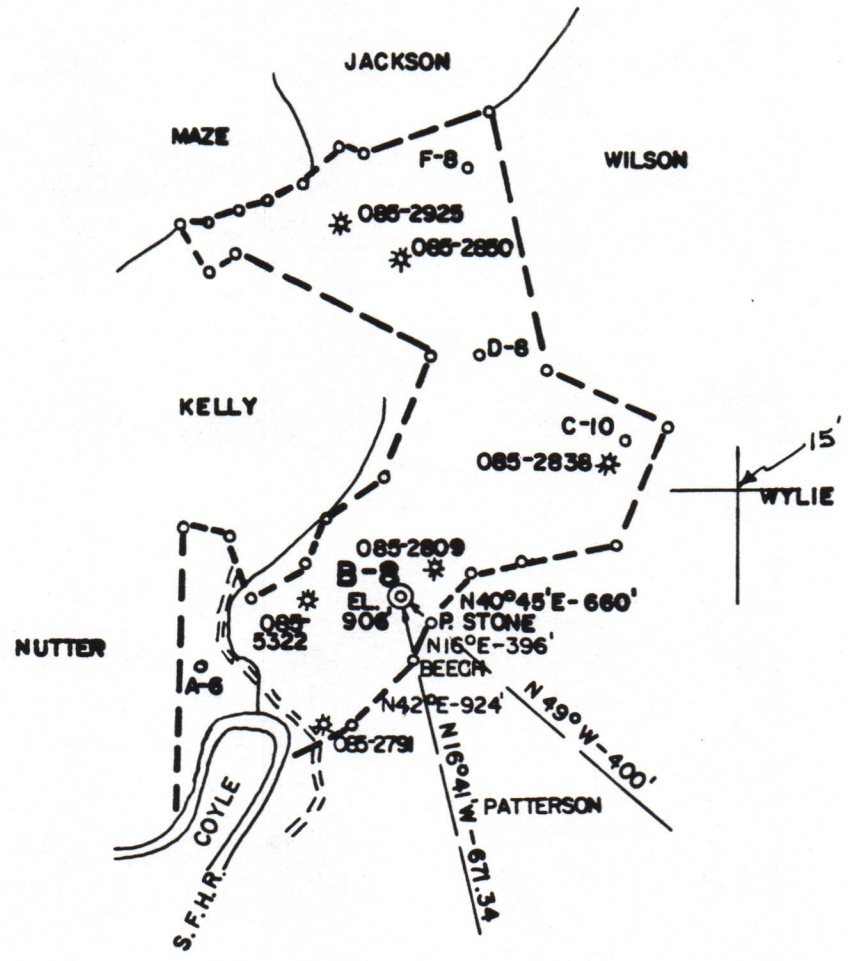 JACKSON
MAZE
WILSON
F-8
085-2925
085-2850
D-8
KELLY
C-10
085-2838
15'
WYLIE
085-2809
B-8
EL.
906'
N40°45'E-660'
P. STONE
085-
5322
N16°E-396'
BEECH
NUTTER
A-6
N42°E-924'
N49°W-400'
085-2791
N16°41'W-671.34
PATTERSON
COYLE
S.F.H.R.